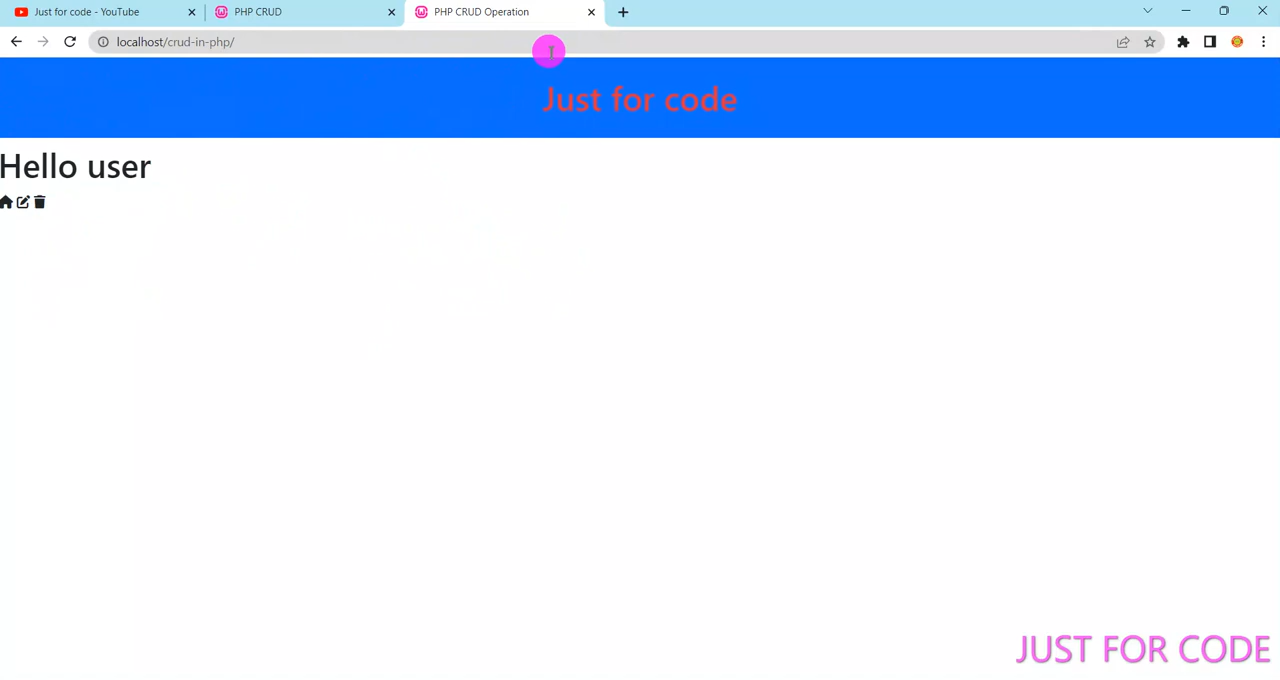 Just for code - YouTube
PHP CRUD
PHP CRUD Operation
localhost/crud-in-php/
Just for code
Hello user
JUST FOR CODE